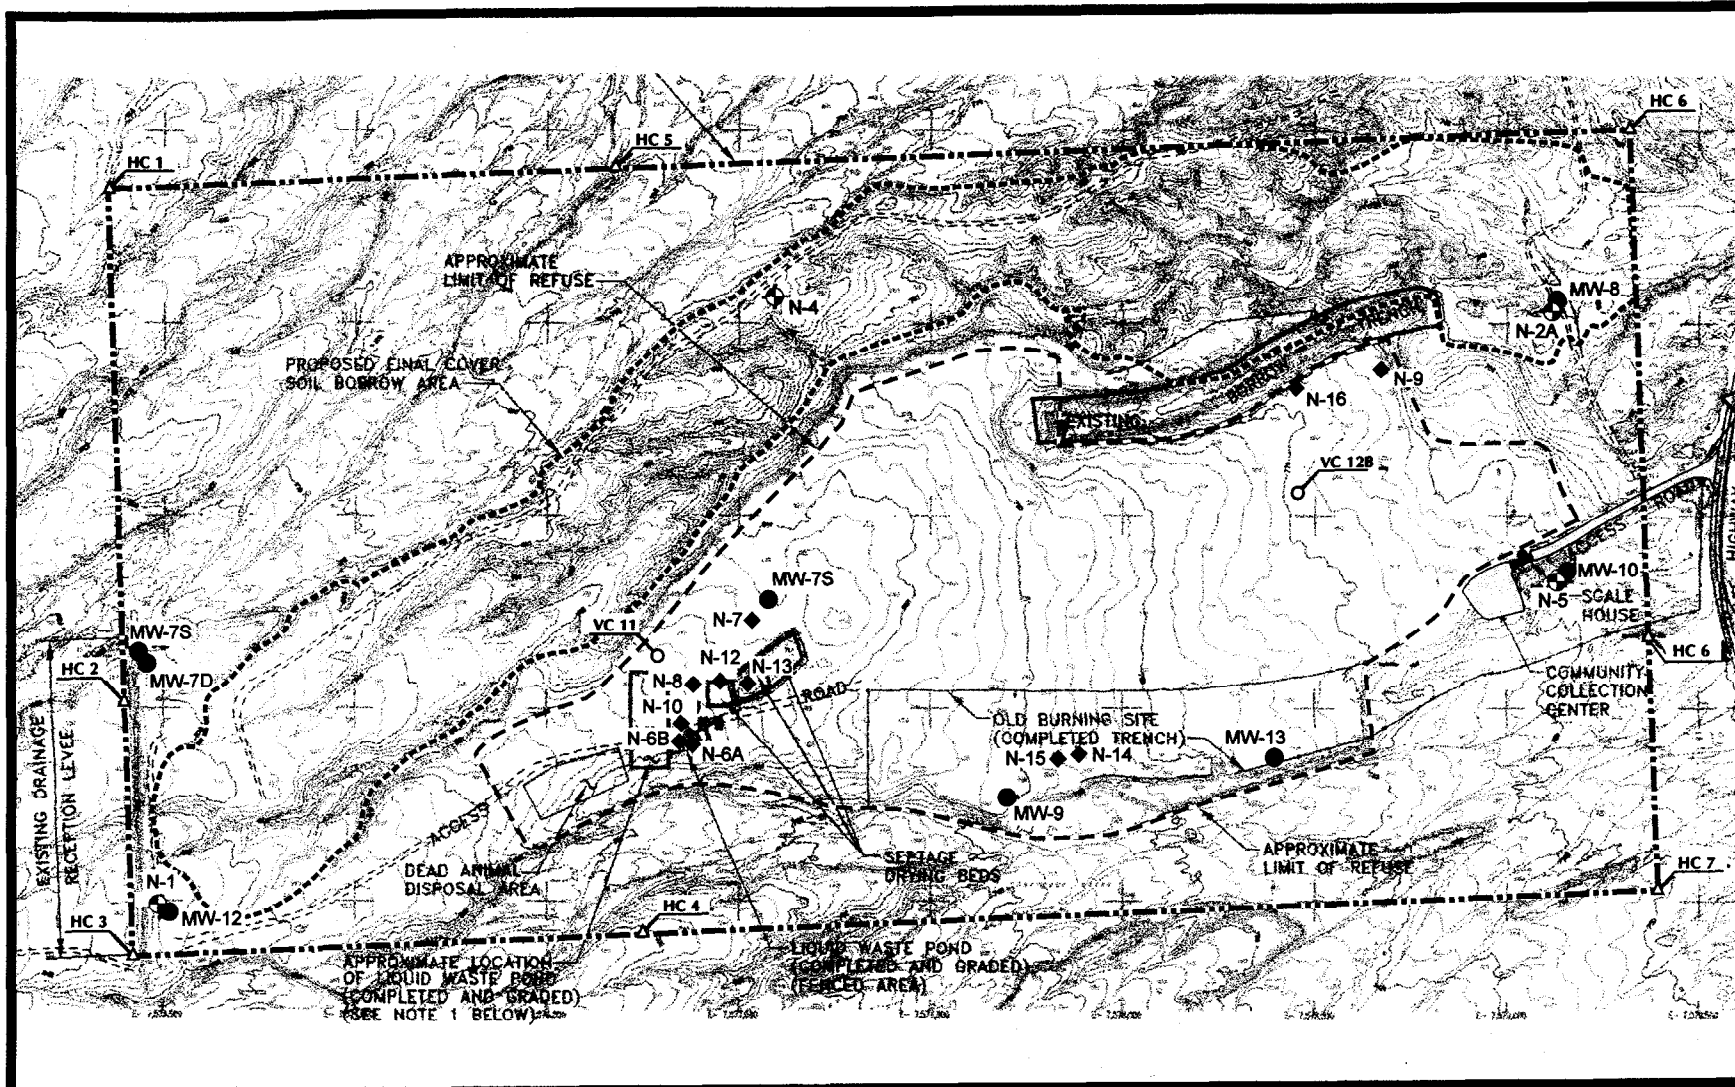 HC 6
HC 5
HC 1
APPROXIMATE
LIMIT OF REFUSE
N-4
MW-8
N-2A
PROPOSED FINAL COVER
SOIL BORROW AREA
BORROW
TRENCH
EXISTING
N-9
N-16
VC 12B
ACCESS ROAD
MW-10
N-5
SCALE
HOUSE
MW-7S
N-7
VC 11
MW-7S
HC 2
MW-7D
N-12
N-13
N-8
N-10
N-6B
N-6A
ROAD
HC 6
COMMUNITY
COLLECTION
CENTER
OLD BURNING SITE
(COMPLETED TRENCH)
MW-13
N-15
N-14
MW-9
EXISTING DRAINAGE
RECEPTION LEVEE
ACCESS
DEAD ANIMAL
DISPOSAL AREA
SEPTAGE
DRYING BEDS
APPROXIMATE
LIMIT OF REFUSE
HC 7
N-1
MW-12
HC 3
HC 4
APPROXIMATE LOCATION
OF LIQUID WASTE POND
(COMPLETED AND GRADED)
(SEE NOTE 1 BELOW)
LIQUID WASTE POND
(COMPLETED AND GRADED)
(FENCED AREA)